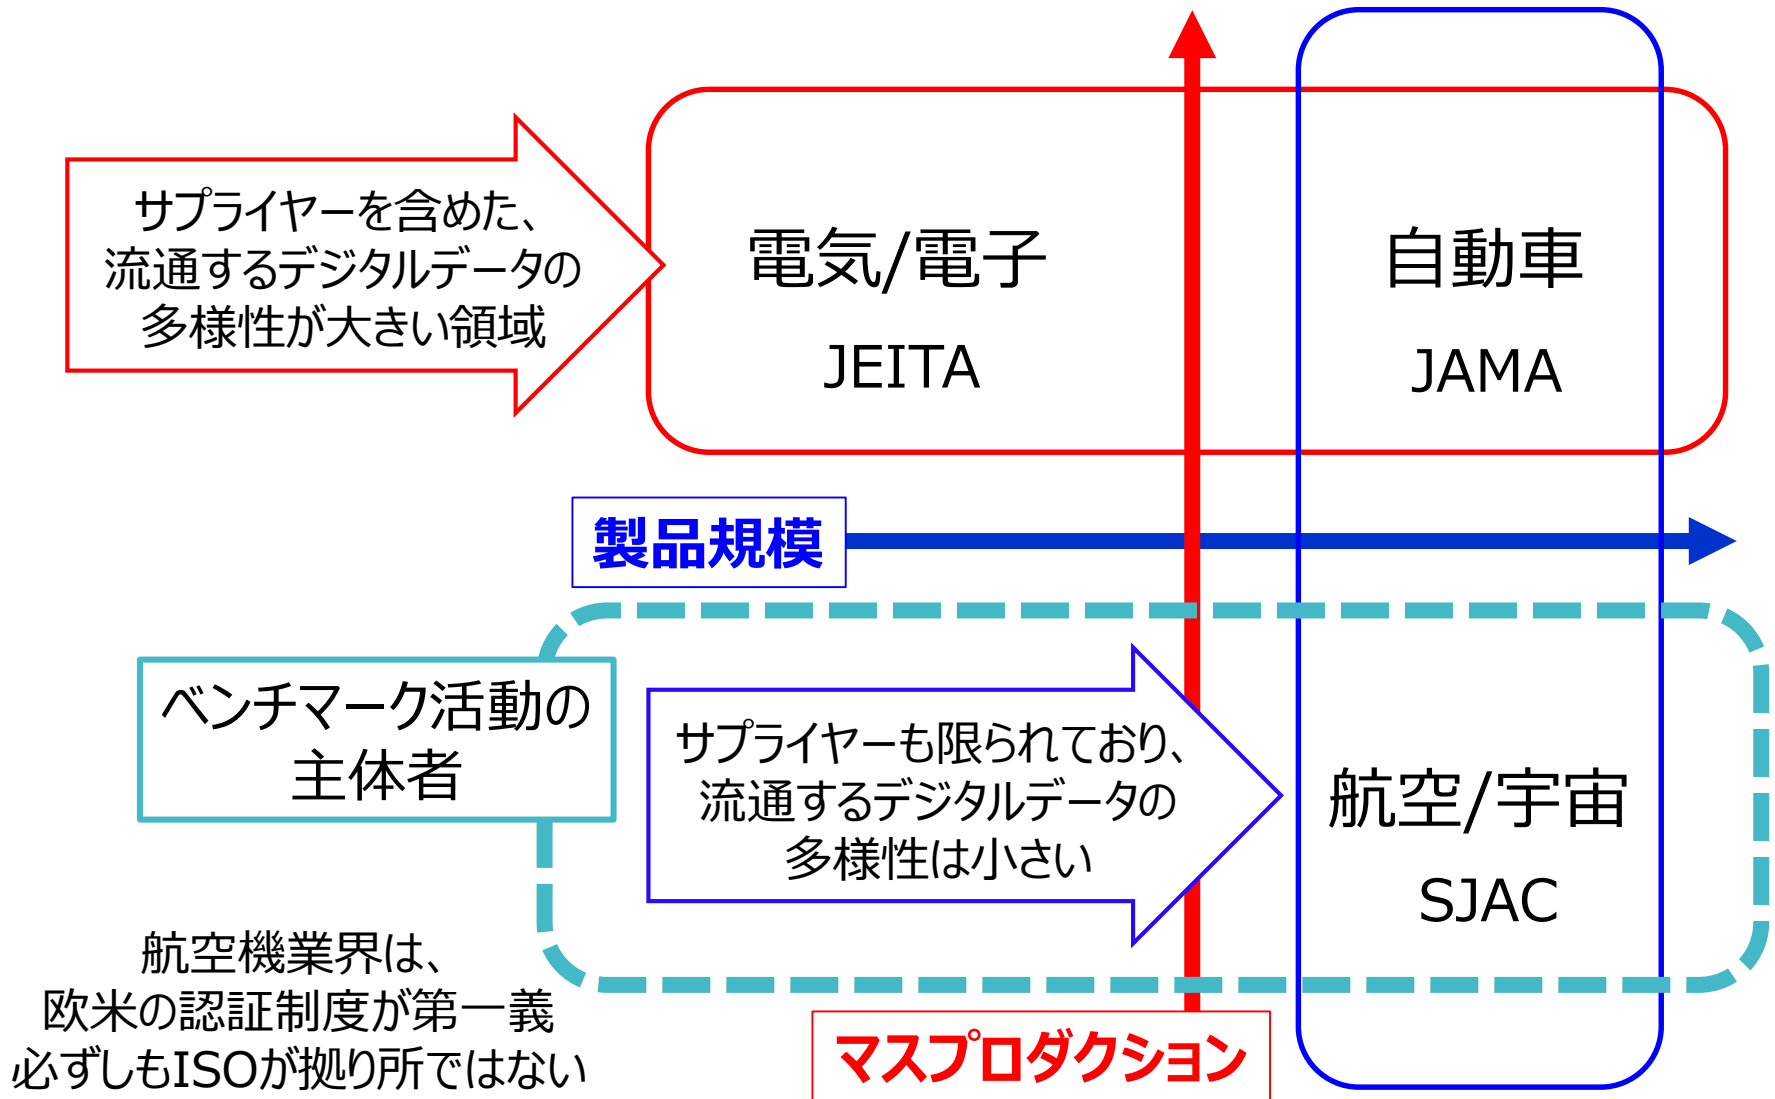 サプライヤーを含めた、
流通するデジタルデータの
多様性が大きい領域
電気/電子
JEITA
自動車
JAMA
製品規模
ベンチマーク活動の
主体者
サプライヤーも限られており、
流通するデジタルデータの
多様性は小さい
航空/宇宙
SJAC
航空機業界は、
欧米の認証制度が第一義
必ずしもISOが拠り所ではない
マスプロダクション